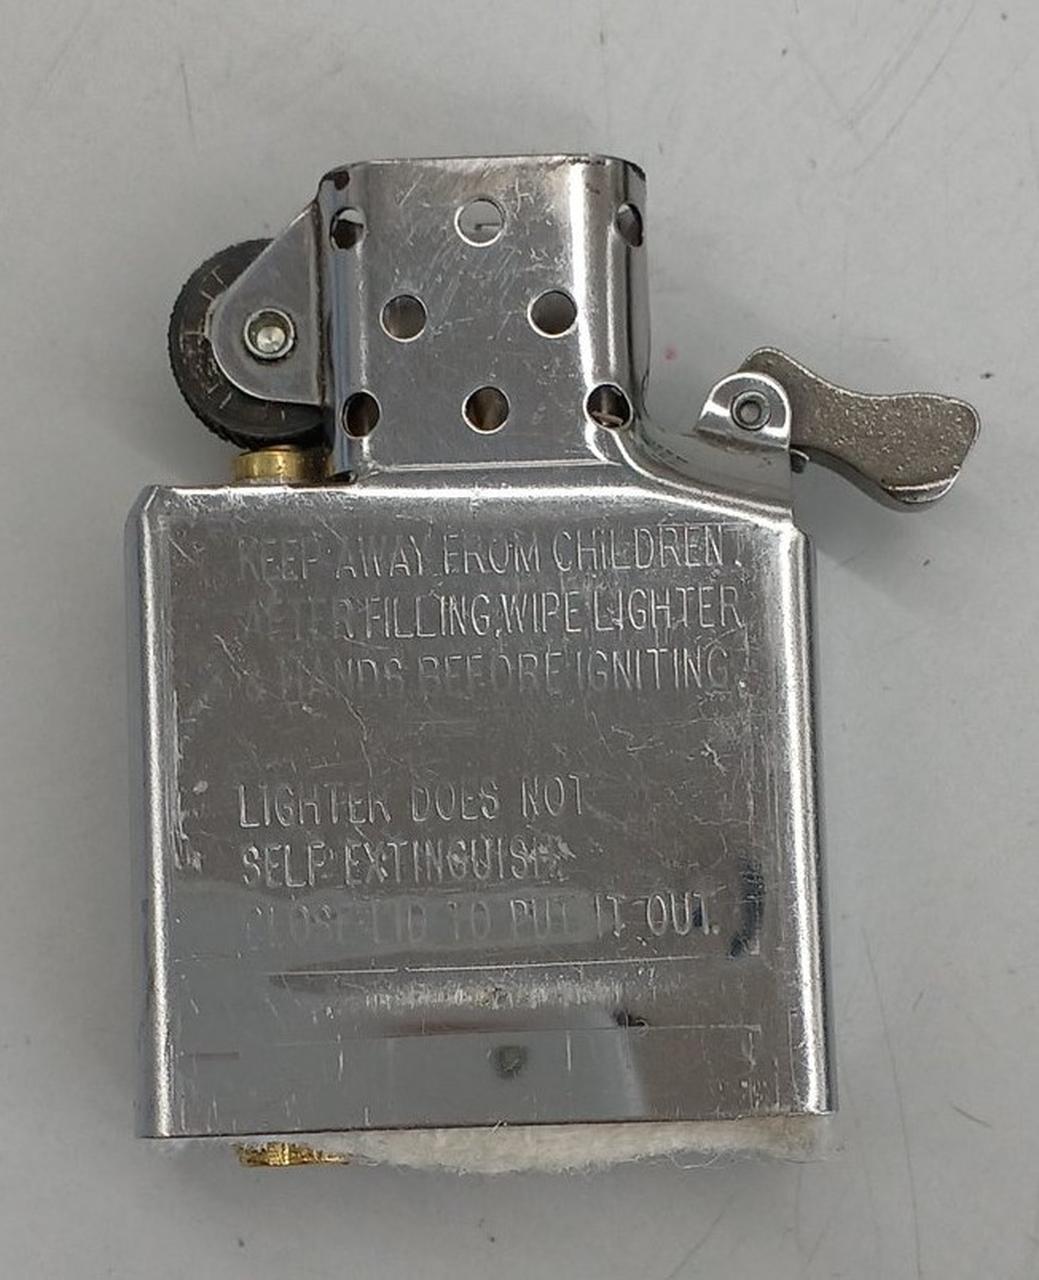 KEEP AWAY FROM CHILDREN.
AFTER FILLING, WIPE LIGHTER
& HANDS BEFORE IGNITING.
LIGHTER DOES NOT
SELF EXTINGUISH.
CLOSE LID TO PUT IT OUT.